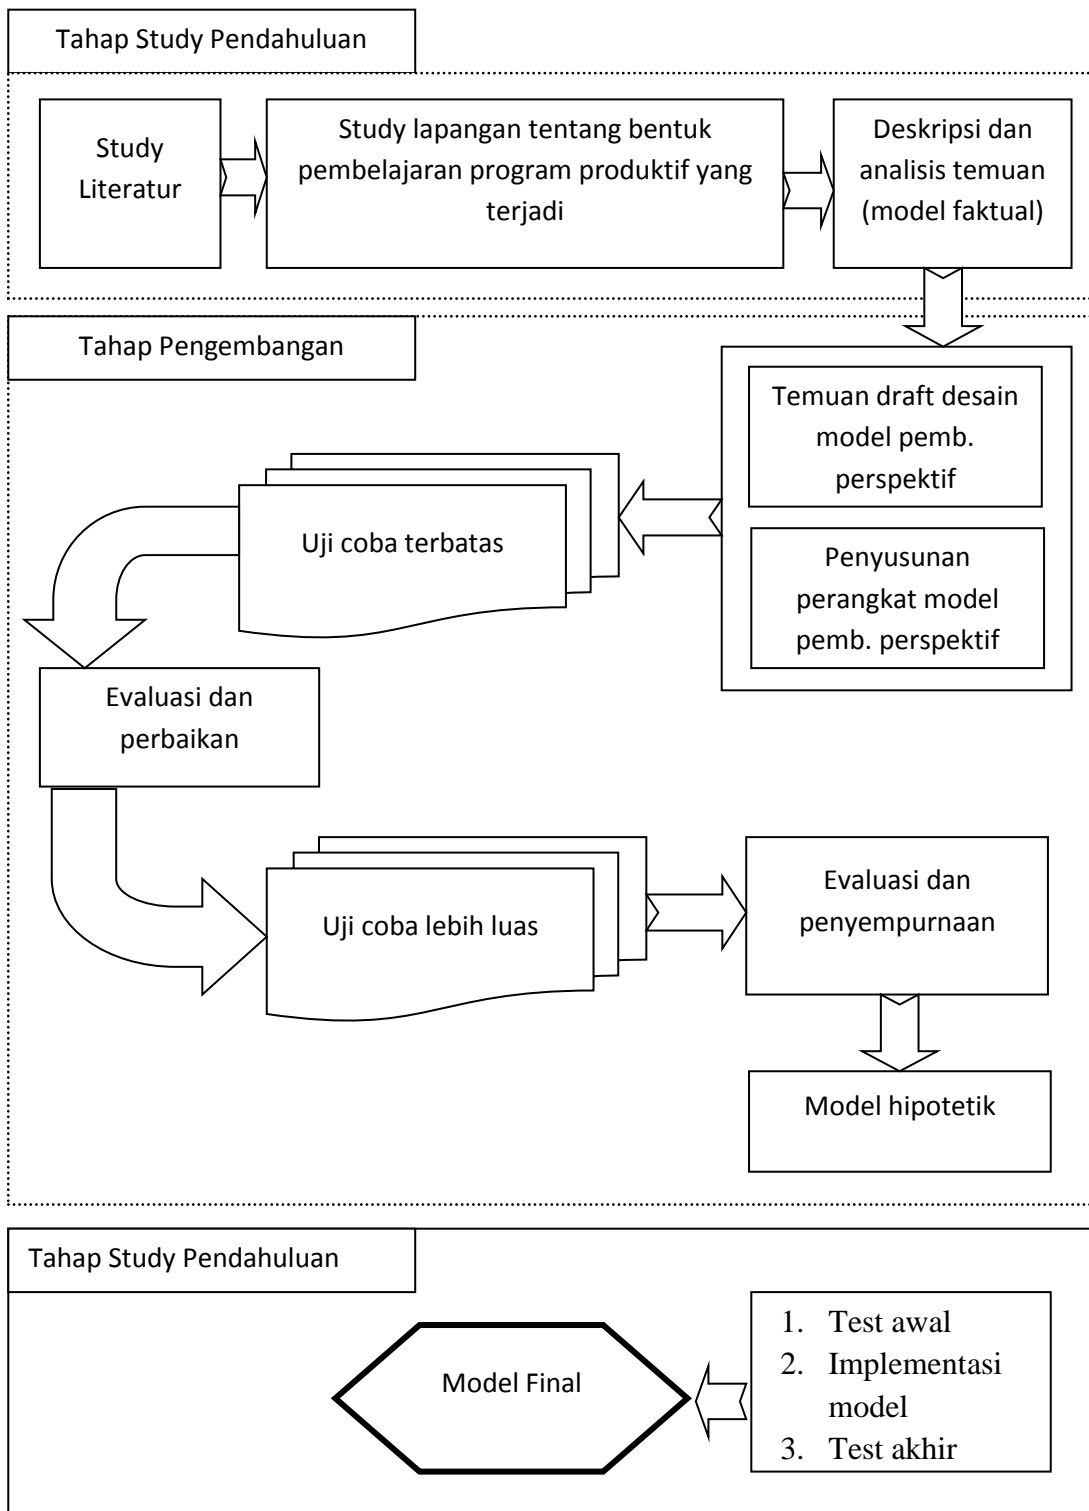 Tahap Study Pendahuluan
Study
Literatur
Study lapangan tentang bentuk
pembelajaran program produktif yang
terjadi
Deskripsi dan
analisis temuan
(model faktual)
Tahap Pengembangan
Temuan draft desain
model pemb.
perspektif
Penyusunan
perangkat model
pemb. perspektif
Uji coba terbatas
Evaluasi dan
perbaikan
Uji coba lebih luas
Evaluasi dan
penyempurnaan
Model hipotetik
Tahap Study Pendahuluan
1. Test awal
2. Implementasi
model
3. Test akhir
Model Final